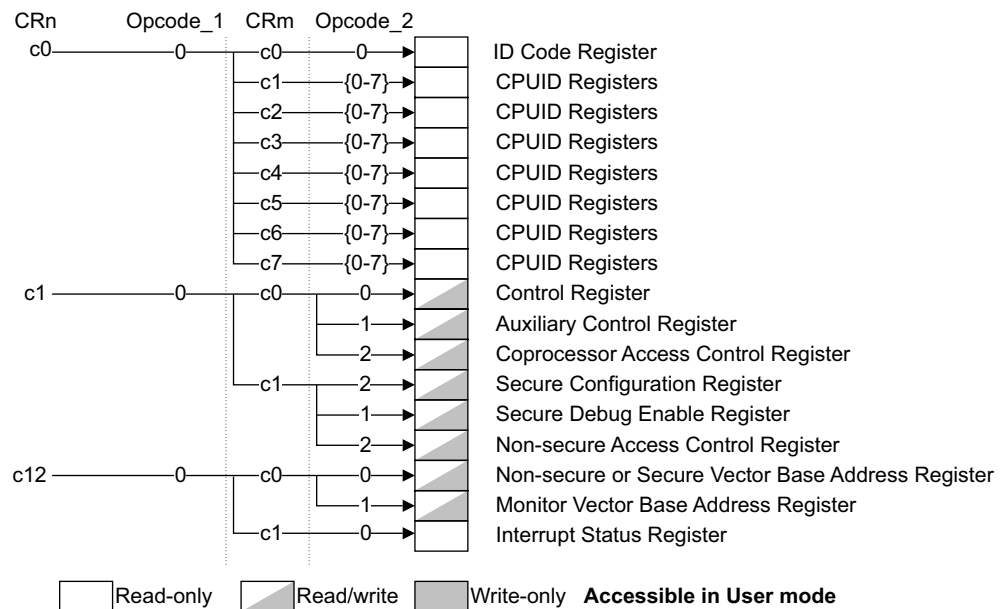 CRn Opcode_1 CRm Opcode_2
c0 0 c0 0 ID Code Register
c1 {0-7} CPUID Registers
c2 {0-7} CPUID Registers
c3 {0-7} CPUID Registers
c4 {0-7} CPUID Registers
c5 {0-7} CPUID Registers
c6 {0-7} CPUID Registers
c7 {0-7} CPUID Registers
c1 0 c0 0 Control Register
1 Auxiliary Control Register
2 Coprocessor Access Control Register
c1 2 Secure Configuration Register
1 Secure Debug Enable Register
2 Non-secure Access Control Register
c12 0 c0 0 Non-secure or Secure Vector Base Address Register
1 Monitor Vector Base Address Register
c1 0 Interrupt Status Register
Read-only Read/write Write-only Accessible in User mode